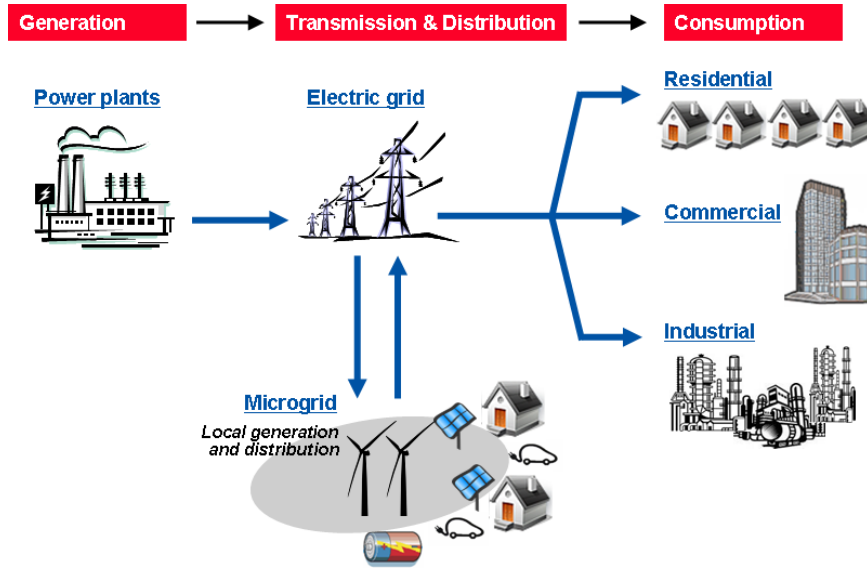 Generation
Transmission & Distribution
Consumption
Power plants
Electric grid
Residential
Commercial
Industrial
Microgrid
Local generation
and distribution